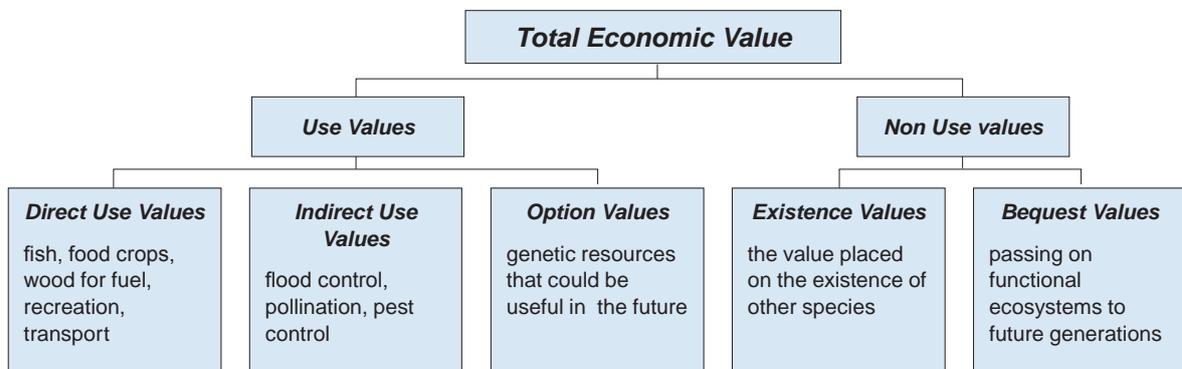 Total Economic Value
Use Values
Non Use values
Direct Use Values
fish, food crops,
wood for fuel,
recreation,
transport
Indirect Use
Values
flood control,
pollination, pest
control
Option Values
genetic resources
that could be
useful in the future
Existence Values
the value placed
on the existence of
other species
Bequest Values
passing on
functional
ecosystems to
future generations